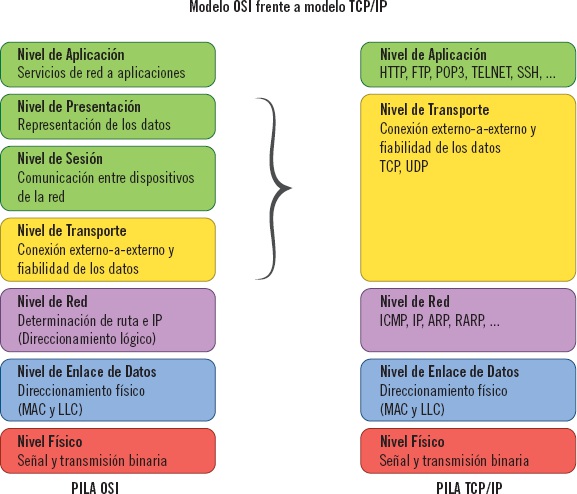 Modelo OSI frente a modelo TCP/IP
Nivel de Aplicación
Servicios de red a aplicaciones
Nivel de Presentación
Representación de los datos
Nivel de Sesión
Comunicación entre dispositivos
de la red
Nivel de Transporte
Conexión externo-a-externo y
fiabilidad de los datos
Nivel de Red
Determinación de ruta e IP
(Direccionamiento lógico)
Nivel de Enlace de Datos
Direccionamiento físico
(MAC y LLC)
Nivel Físico
Señal y transmisión binaria
PILA OSI
Nivel de Aplicación
HTTP, FTP, POP3, TELNET, SSH, ...
Nivel de Transporte
Conexión externo-a-externo y
fiabilidad de los datos
TCP, UDP
Nivel de Red
ICMP, IP, ARP, RARP, ...
Nivel de Enlace de Datos
Direccionamiento físico
(MAC y LLC)
Nivel Físico
Señal y transmisión binaria
PILA TCP/IP